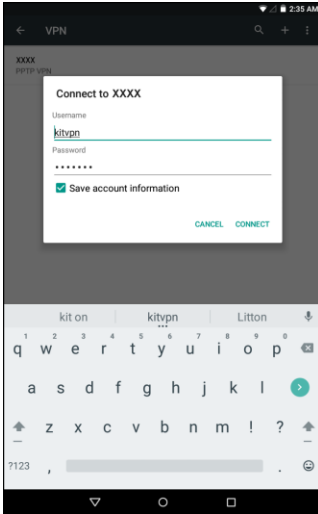 2:35 AM
VPN
XXXX
PPTP VPN
Connect to XXXX
Username
kitvpn
Password
•••••••
Save account information
CANCEL CONNECT
kit on kitvpn Litton
1 2 3 4 5 6 7 8 9 0
q w e r t y u i o p
a s d f g h j k l
z x c v b n m ! ?
?123 , .